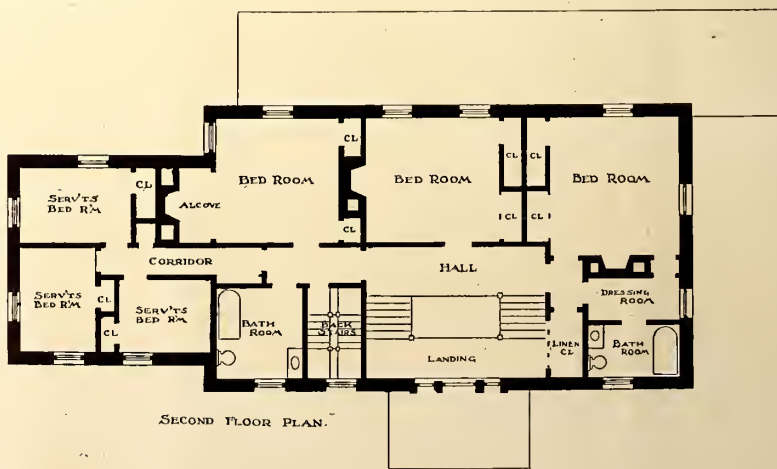 CL
BED ROOM
BED ROOM
CL
CL
BED ROOM
SERV'TS
BED R'M
CL
ALCOVE
CL
CL
CL
CORRIDOR
HALL
SERV'TS
BED R'M
CL
SERV'TS
BED R'M
CL
BATH
ROOM
BACK
STAIRS
LANDING
LINEN
CL
DRESSING
ROOM
BATH
ROOM
SECOND FLOOR PLAN.